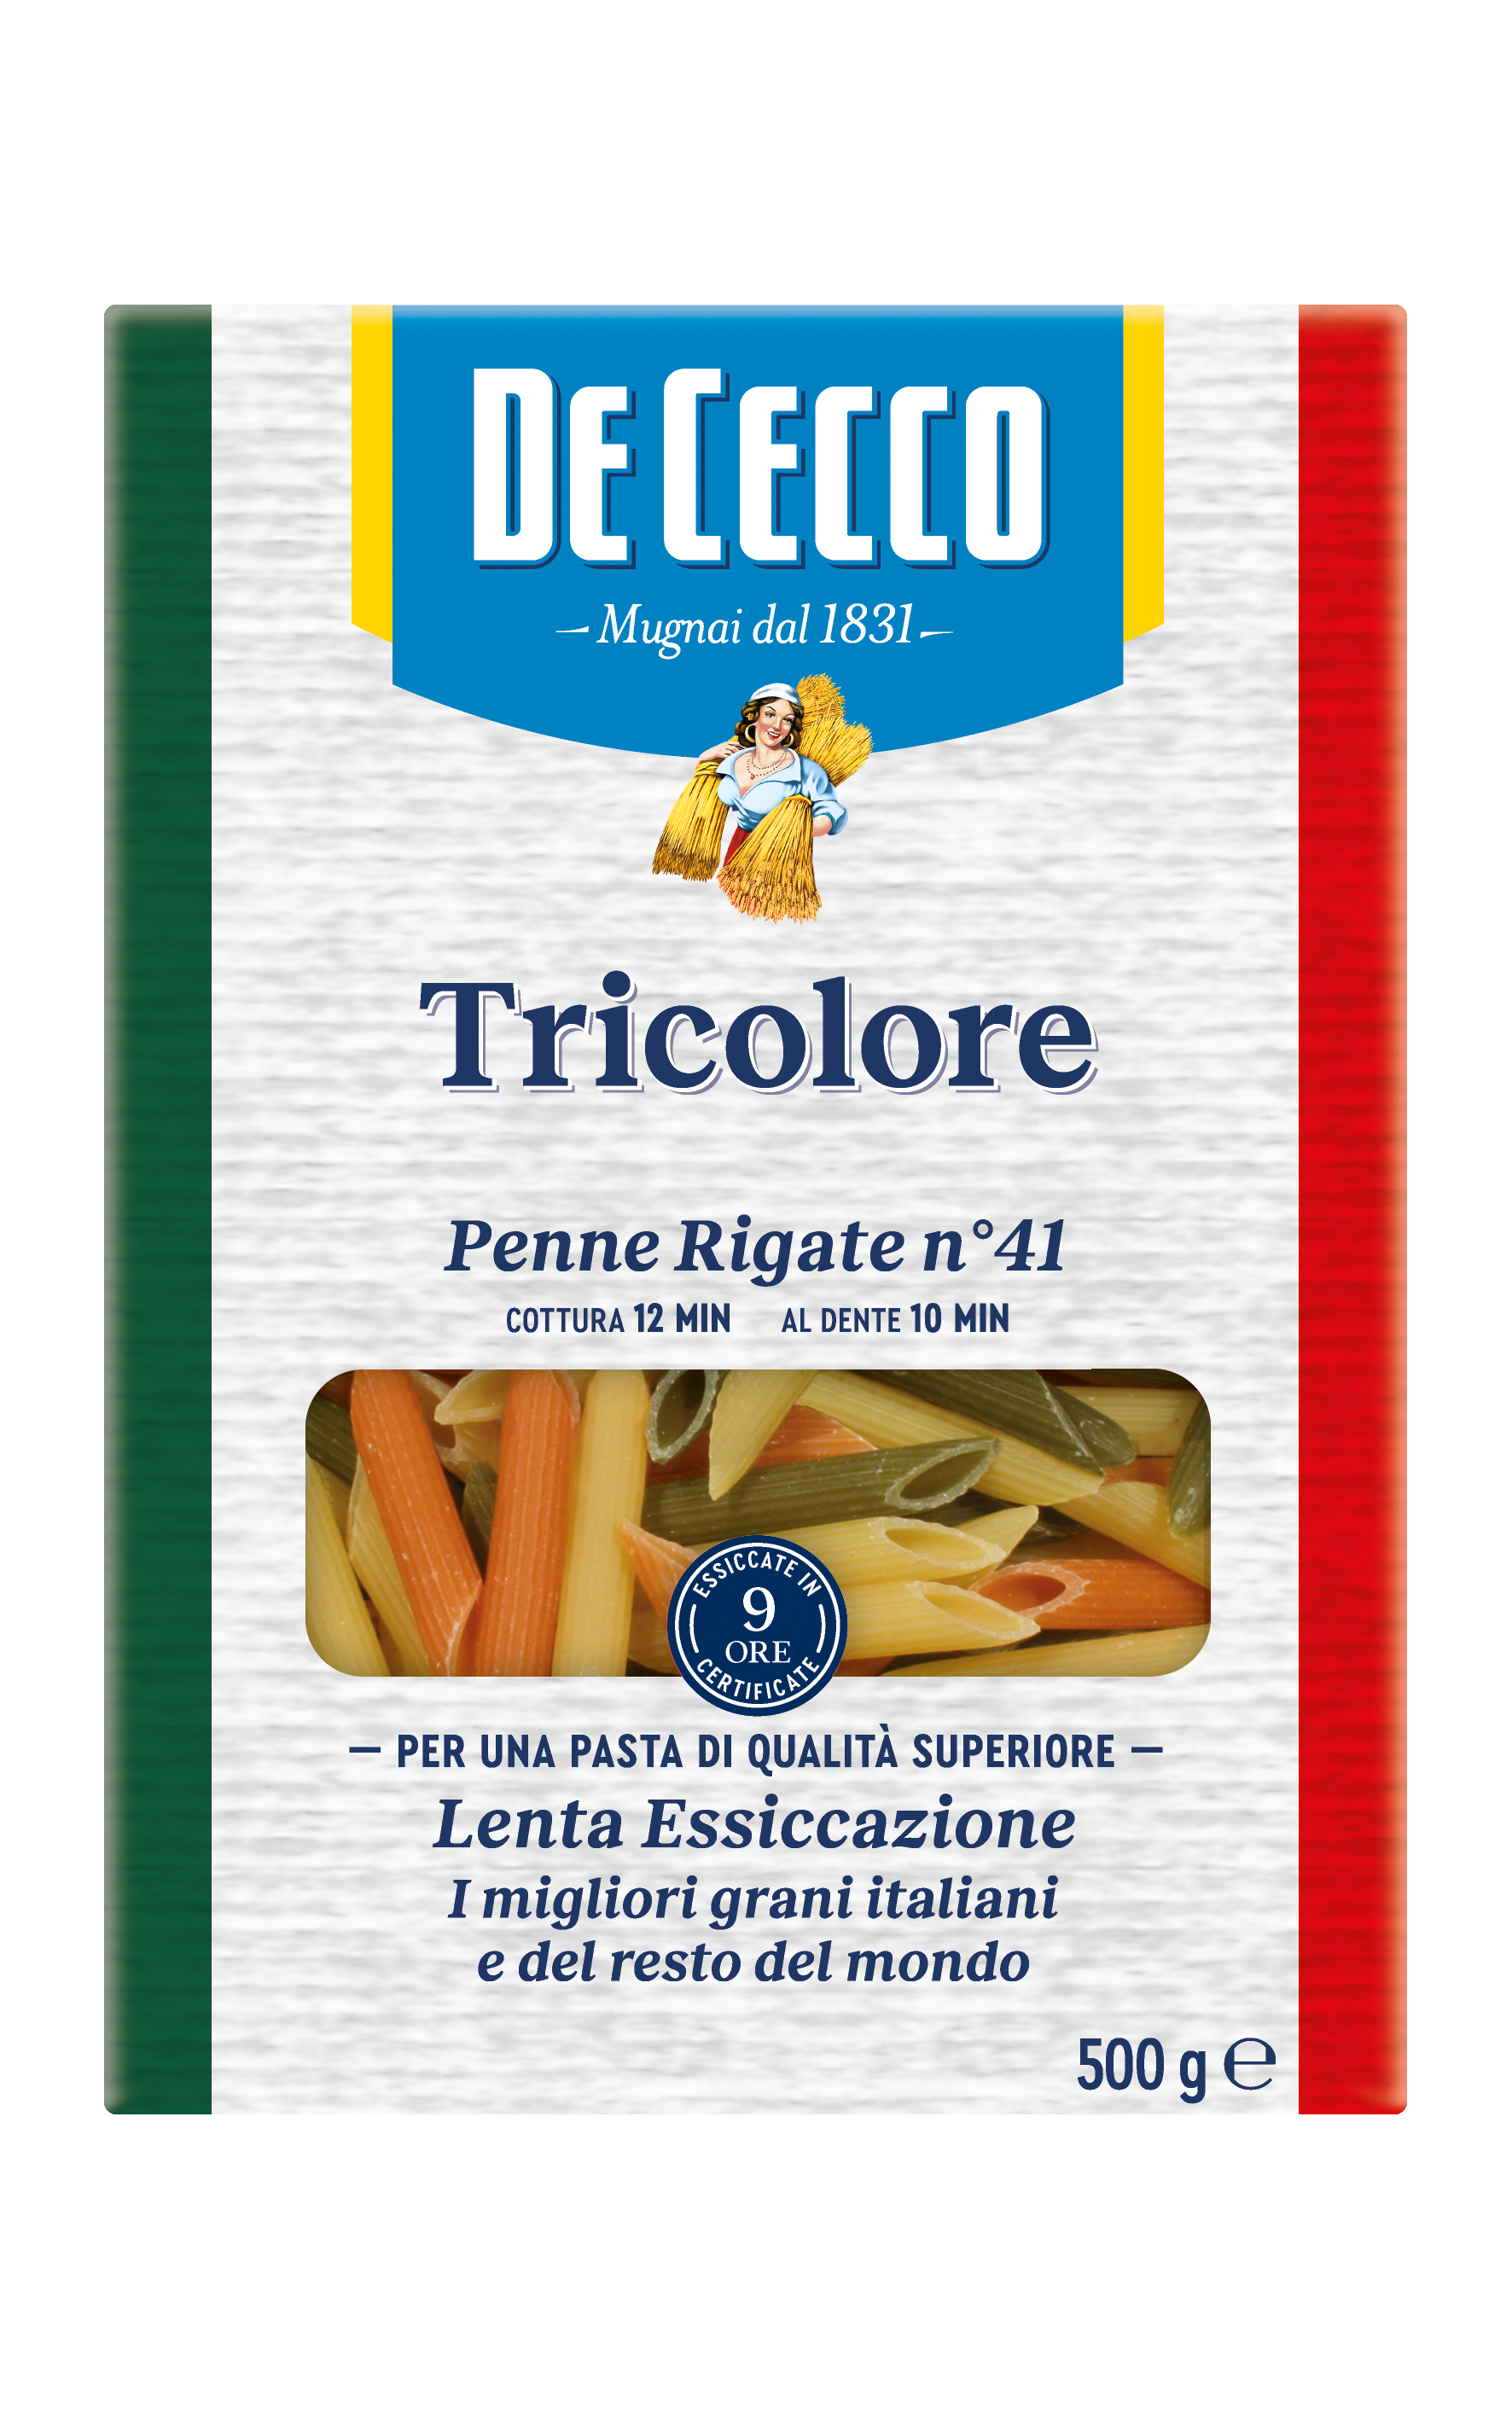 DE CECCO
Mugnai dal 1831
Tricolore
Penne Rigate n°41
COTTURA 12 MIN AL DENTE 10 MIN
ESSICCATE IN
9
ORE
CERTIFICATE
— PER UNA PASTA DI QUALITÀ SUPERIORE —
Lenta Essiccazione
I migliori grani italiani
e del resto del mondo
500 g ℮